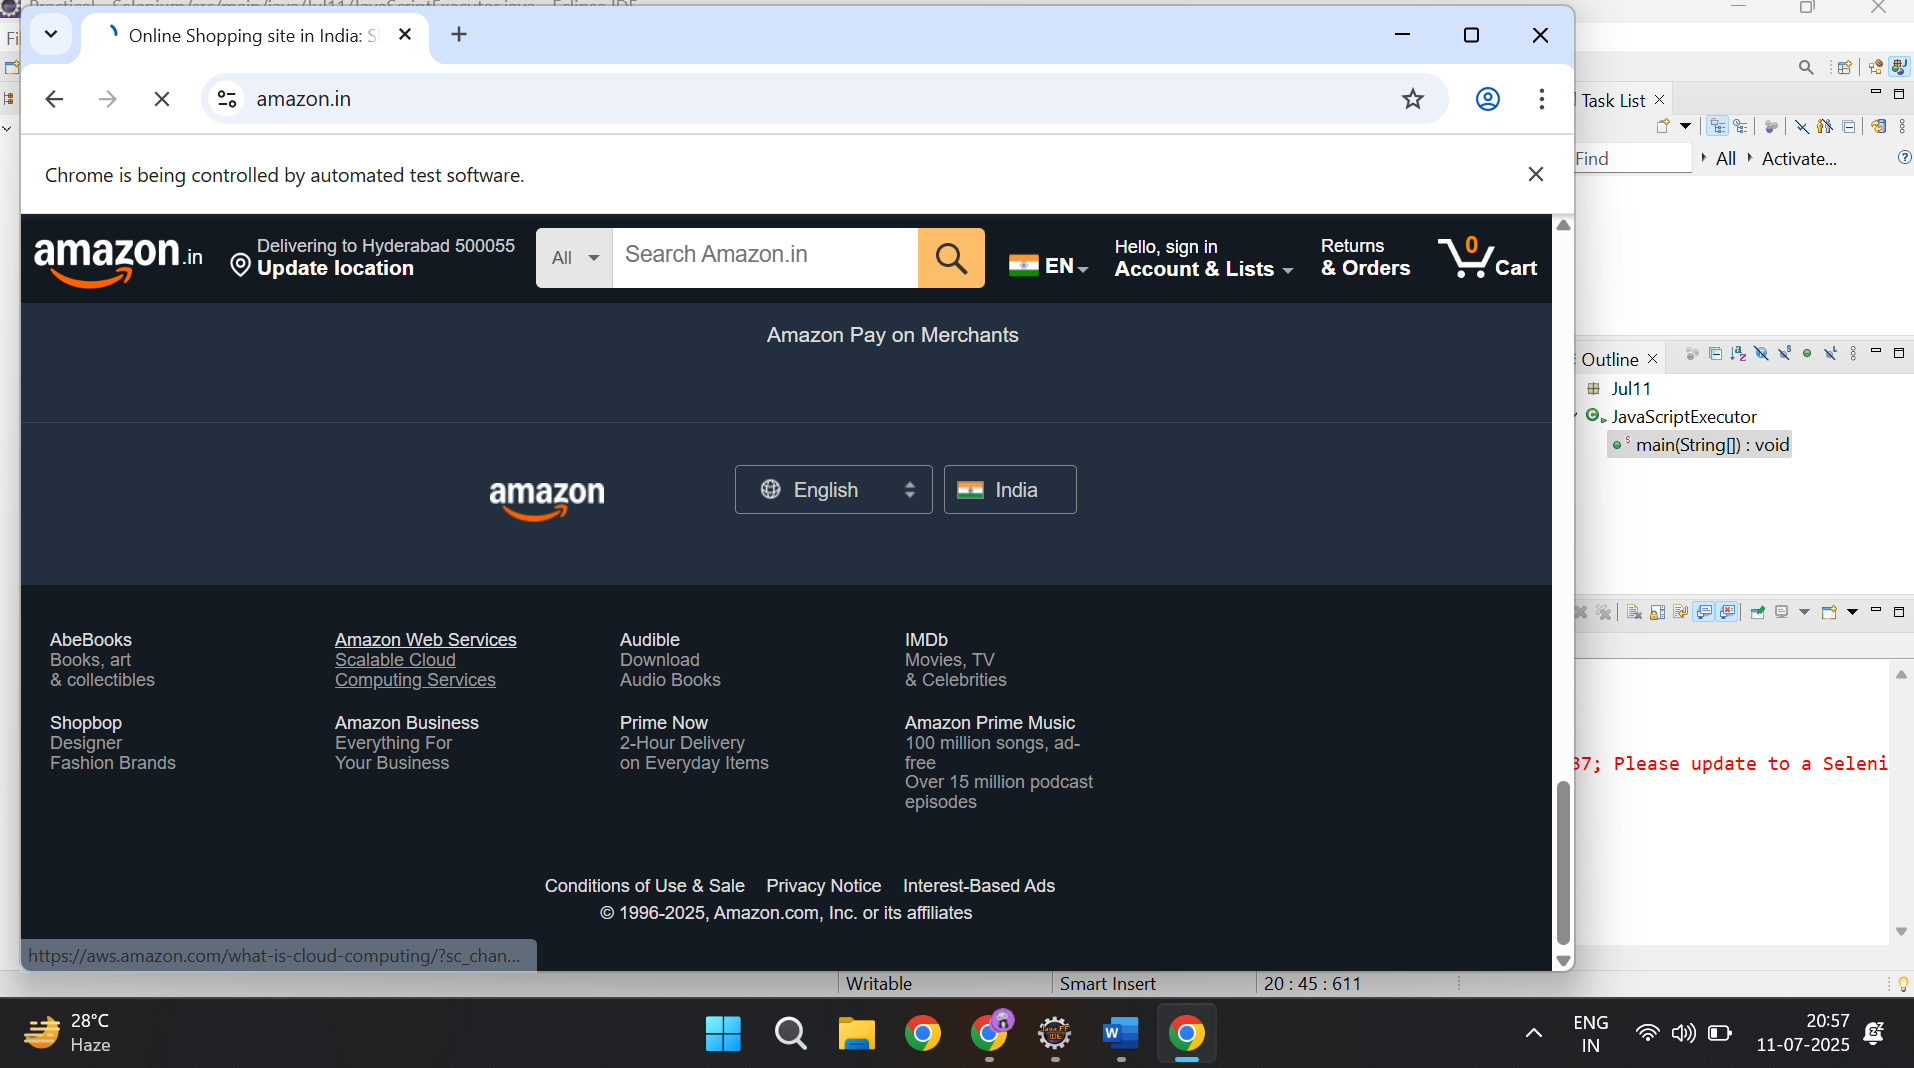 Online Shopping site in India: S
amazon.in
Chrome is being controlled by automated test software.
amazon.in
Delivering to Hyderabad 500055
Update location
All
Search Amazon.in
EN
Hello, sign in
Account & Lists
Returns
& Orders
0
Cart
Amazon Pay on Merchants
amazon
English
India
AbeBooks
Books, art
& collectibles
Amazon Web Services
Scalable Cloud
Computing Services
Audible
Download
Audio Books
IMDb
Movies, TV
& Celebrities
Shopbop
Designer
Fashion Brands
Amazon Business
Everything For
Your Business
Prime Now
2-Hour Delivery
on Everyday Items
Amazon Prime Music
100 million songs, ad-
free
Over 15 million podcast
episodes
Conditions of Use & Sale
Privacy Notice
Interest-Based Ads
© 1996-2025, Amazon.com, Inc. or its affiliates
https://aws.amazon.com/what-is-cloud-computing/?sc_chan...
Task List
Find
All
Activate...
Outline
Jul11
JavaScriptExecutor
main(String[]) : void
37; Please update to a Seleni
Writable
Smart Insert
20 : 45 : 611
28°C
Haze
ENG
IN
20:57
11-07-2025